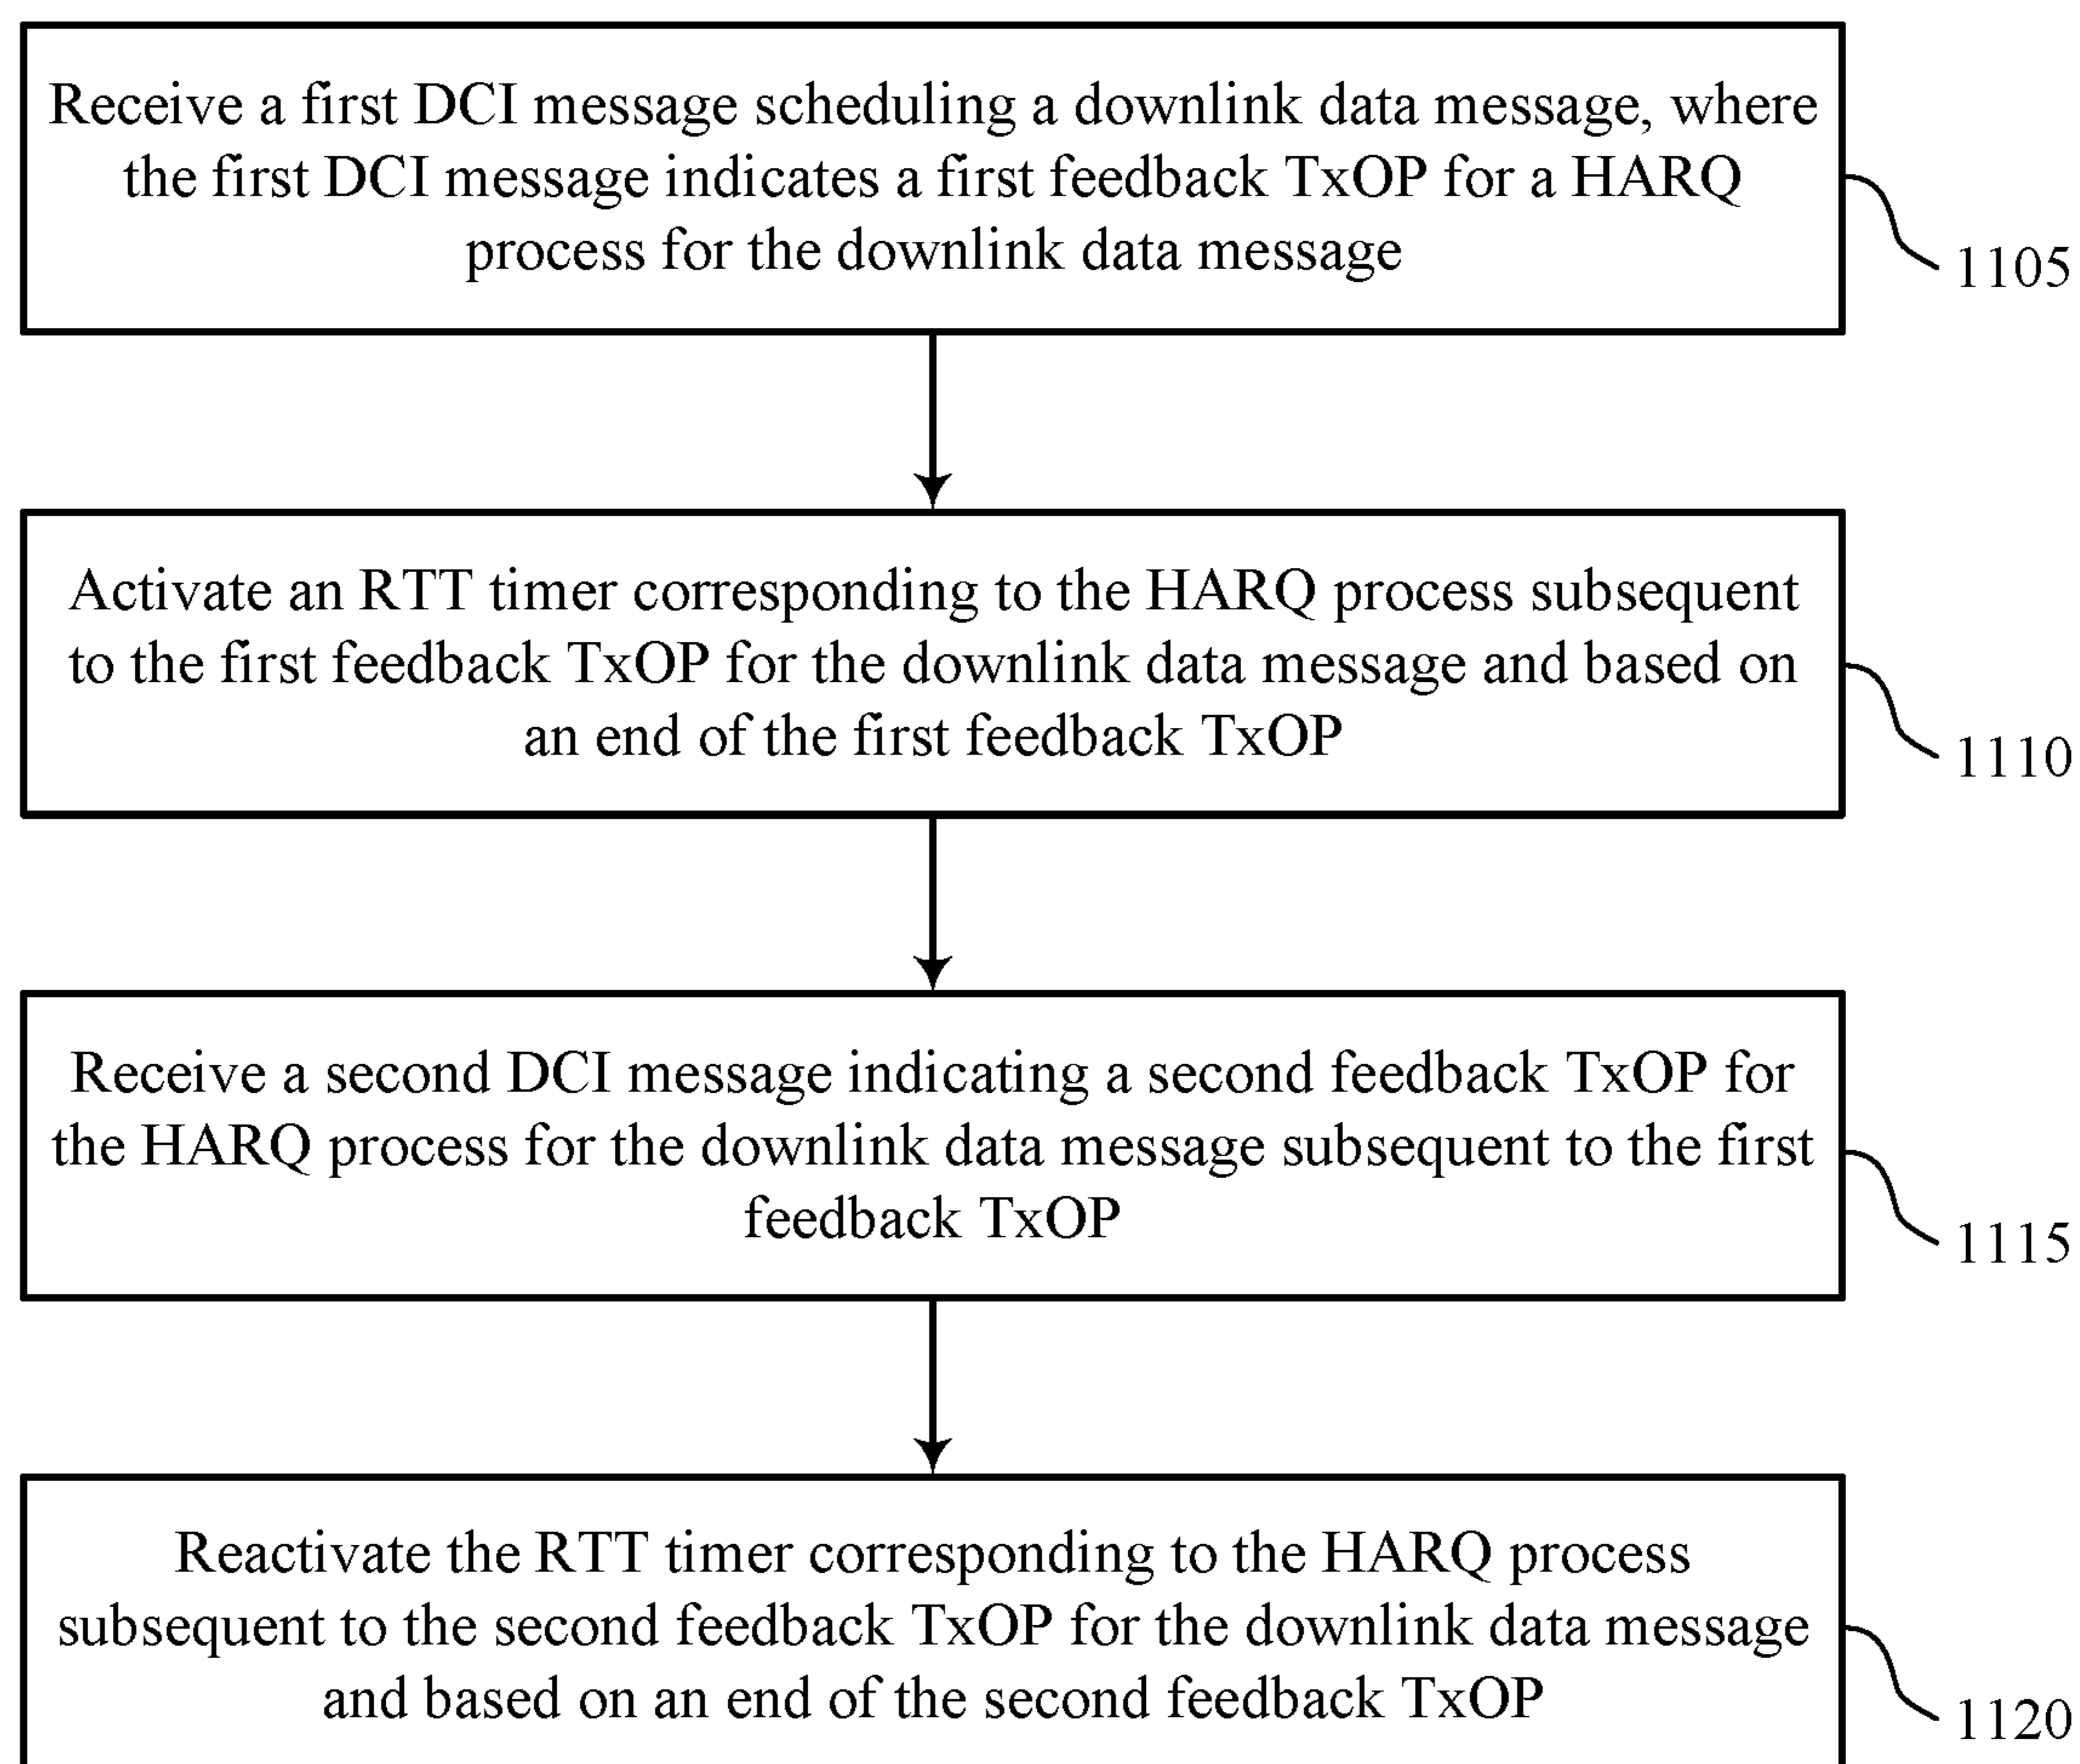 Receive a first DCI message scheduling a downlink data message, where
the first DCI message indicates a first feedback TxOP for a HARQ
process for the downlink data message
1105
Activate an RTT timer corresponding to the HARQ process subsequent
to the first feedback TxOP for the downlink data message and based on
an end of the first feedback TxOP
1110
Receive a second DCI message indicating a second feedback TxOP for
the HARQ process for the downlink data message subsequent to the first
feedback TxOP
1115
Reactivate the RTT timer corresponding to the HARQ process
subsequent to the second feedback TxOP for the downlink data message
and based on an end of the second feedback TxOP
1120